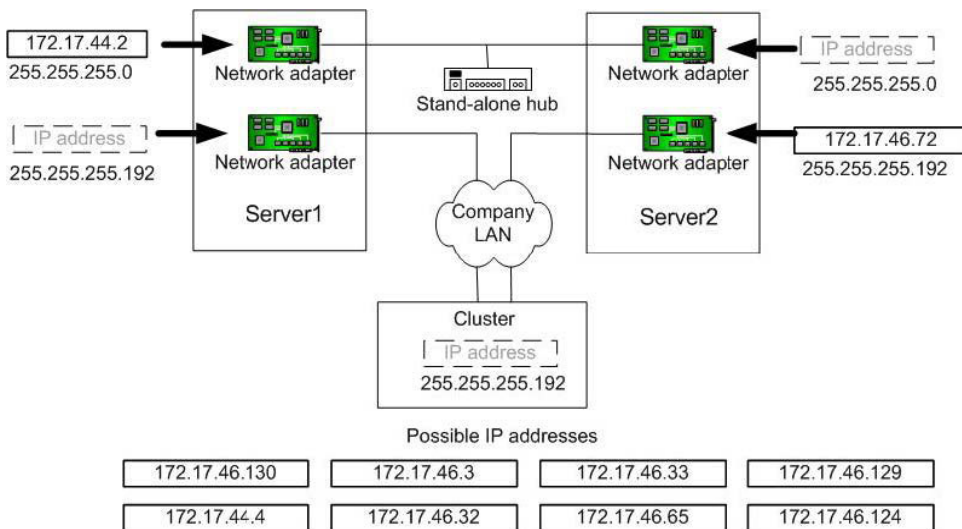 172.17.44.2
255.255.255.0
Network adapter
Network adapter
IP address
255.255.255.0
Stand-alone hub
IP address
255.255.255.192
Network adapter
Network adapter
172.17.46.72
255.255.255.192
Server1
Company
LAN
Server2
Cluster
IP address
255.255.255.192
Possible IP addresses
172.17.46.130
172.17.46.3
172.17.46.33
172.17.46.129
172.17.44.4
172.17.46.32
172.17.46.65
172.17.46.124